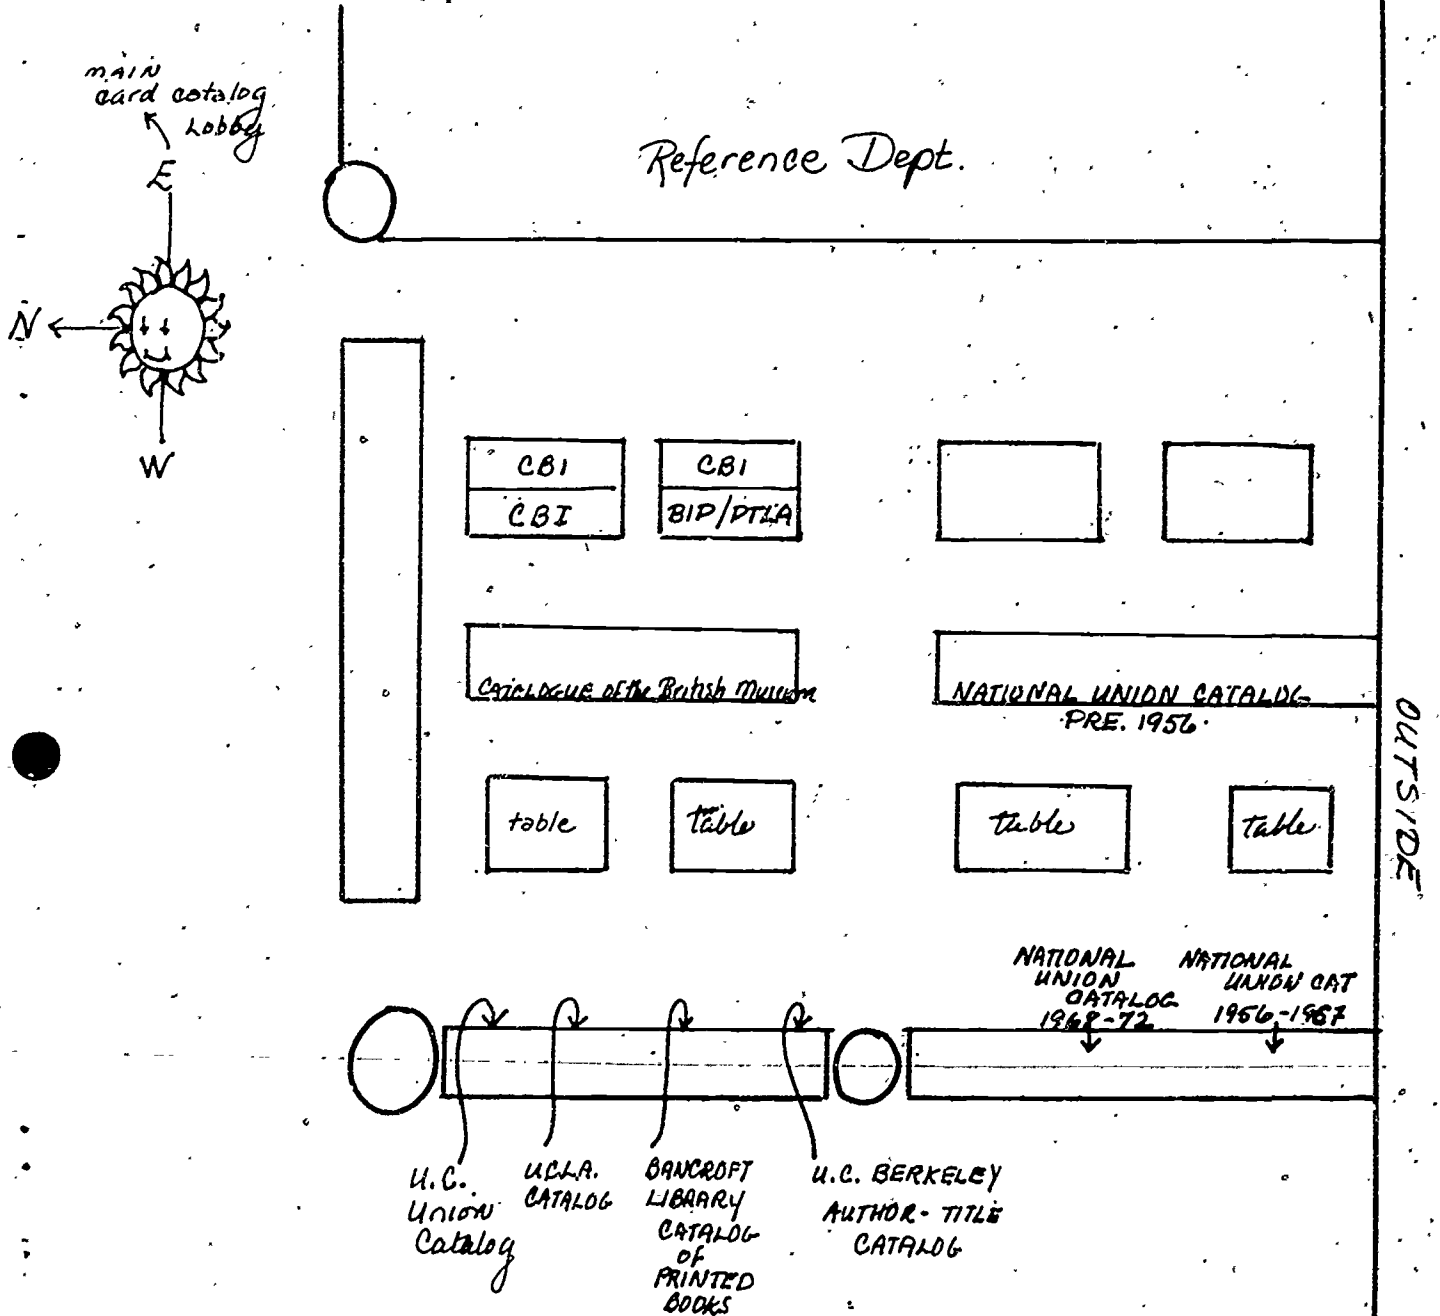 MAIN
card catalog
Lobby
E
N
W
Reference Dept.
CBI
CBI
CBI
BIP/PTLA
Catalogue of the British Museum
NATIONAL UNION CATALOG
PRE. 1956.
OUTSIDE
table
table
table
table
NATIONAL
UNION
CATALOG
1968-72
NATIONAL
UNION CAT
1956-1967
U.C.
Union
Catalog
UCLA.
CATALOG
BANCROFT
LIBRARY
CATALOG
OF
PRINTED
BOOKS
U.C. BERKELEY
AUTHOR-TITLE
CATALOG